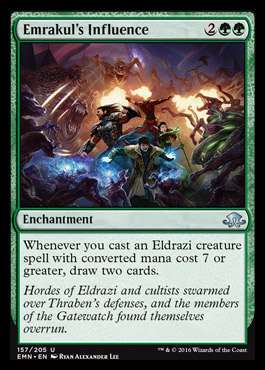 Emrakul's Influence 2
Enchantment
Whenever you cast an Eldrazi creature
spell with converted mana cost 7 or
greater, draw two cards.
Hordes of Eldrazi and cultists swarmed
over Thraben's defenses, and the members
of the Gatewatch found themselves
overrun.
157/205 U
EMN • EN RYAN ALEXANDER LEE
™ & © 2016 Wizards of the Coast